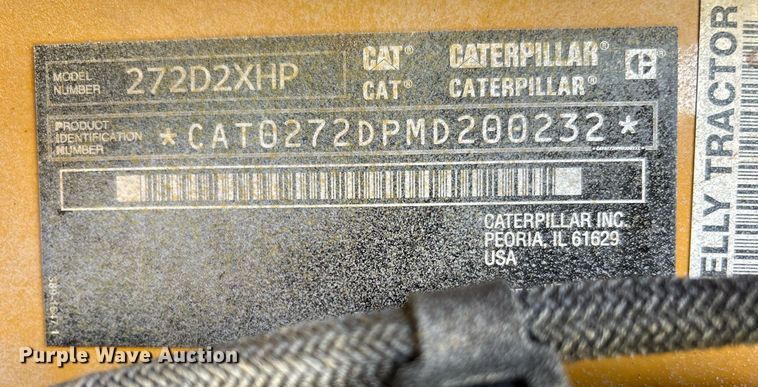 MODEL
NUMBER
272D2XHP
CAT® CATERPILLAR®
CAT® CATERPILLAR®
C
PRODUCT
IDENTIFICATION
NUMBER
*CAT0272DPMD200232*
CATERPILLAR INC.
PEORIA, IL 61629
USA
ELLY TRACTOR
Purple Wave Auction